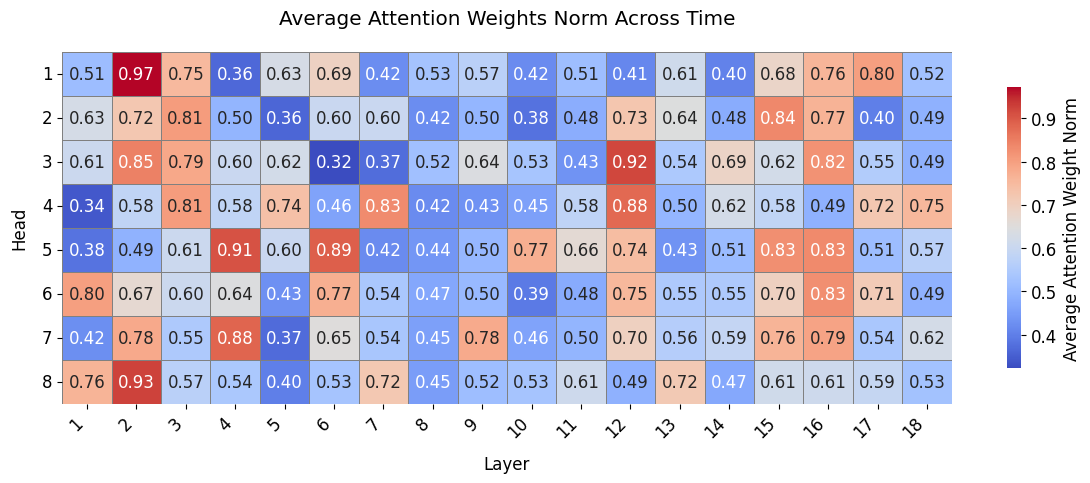 Average Attention Weights Norm Across Time
1 0.51 0.97 0.75 0.36 0.63 0.69 0.42 0.53 0.57 0.42 0.51 0.41 0.61 0.40 0.68 0.76 0.80 0.52
2 0.63 0.72 0.81 0.50 0.36 0.60 0.60 0.42 0.50 0.38 0.48 0.73 0.64 0.48 0.84 0.77 0.40 0.49
3 0.61 0.85 0.79 0.60 0.62 0.32 0.37 0.52 0.64 0.53 0.43 0.92 0.54 0.69 0.62 0.82 0.55 0.49
4 0.34 0.58 0.81 0.58 0.74 0.46 0.83 0.42 0.43 0.45 0.58 0.88 0.50 0.62 0.58 0.49 0.72 0.75
5 0.38 0.49 0.61 0.91 0.60 0.89 0.42 0.44 0.50 0.77 0.66 0.74 0.43 0.51 0.83 0.83 0.51 0.57
6 0.80 0.67 0.60 0.64 0.43 0.77 0.54 0.47 0.50 0.39 0.48 0.75 0.55 0.55 0.70 0.83 0.71 0.49
7 0.42 0.78 0.55 0.88 0.37 0.65 0.54 0.45 0.78 0.46 0.50 0.70 0.56 0.59 0.76 0.79 0.54 0.62
8 0.76 0.93 0.57 0.54 0.40 0.53 0.72 0.45 0.52 0.53 0.61 0.49 0.72 0.47 0.61 0.61 0.59 0.53
1 2 3 4 5 6 7 8 9 10 11 12 13 14 15 16 17 18
Layer
Head
0.9
0.8
0.7
0.6
0.5
0.4
Average Attention Weight Norm